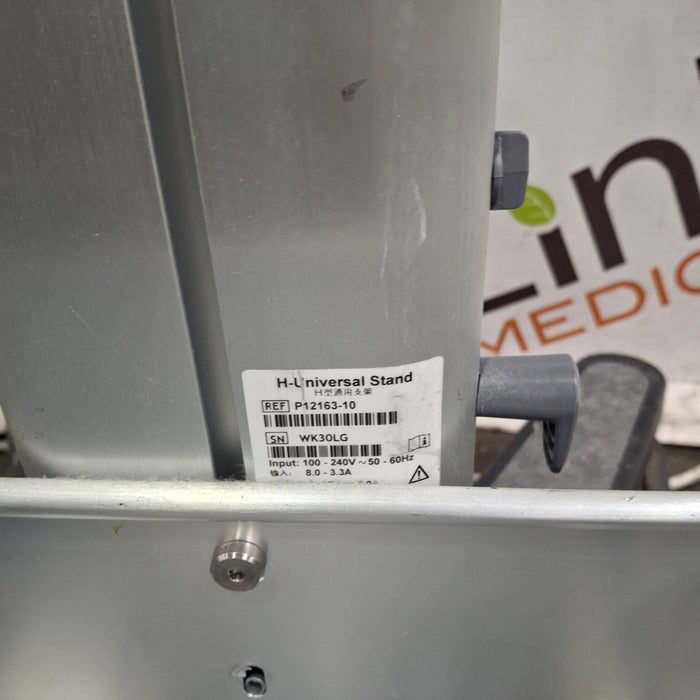 H-Universal Stand
H型通用支架
REF P12163-10
SN WK30LG
Input: 100 - 240V ~ 50 - 60Hz
输入: 8.0 - 3.3A
Lin
MEDIC